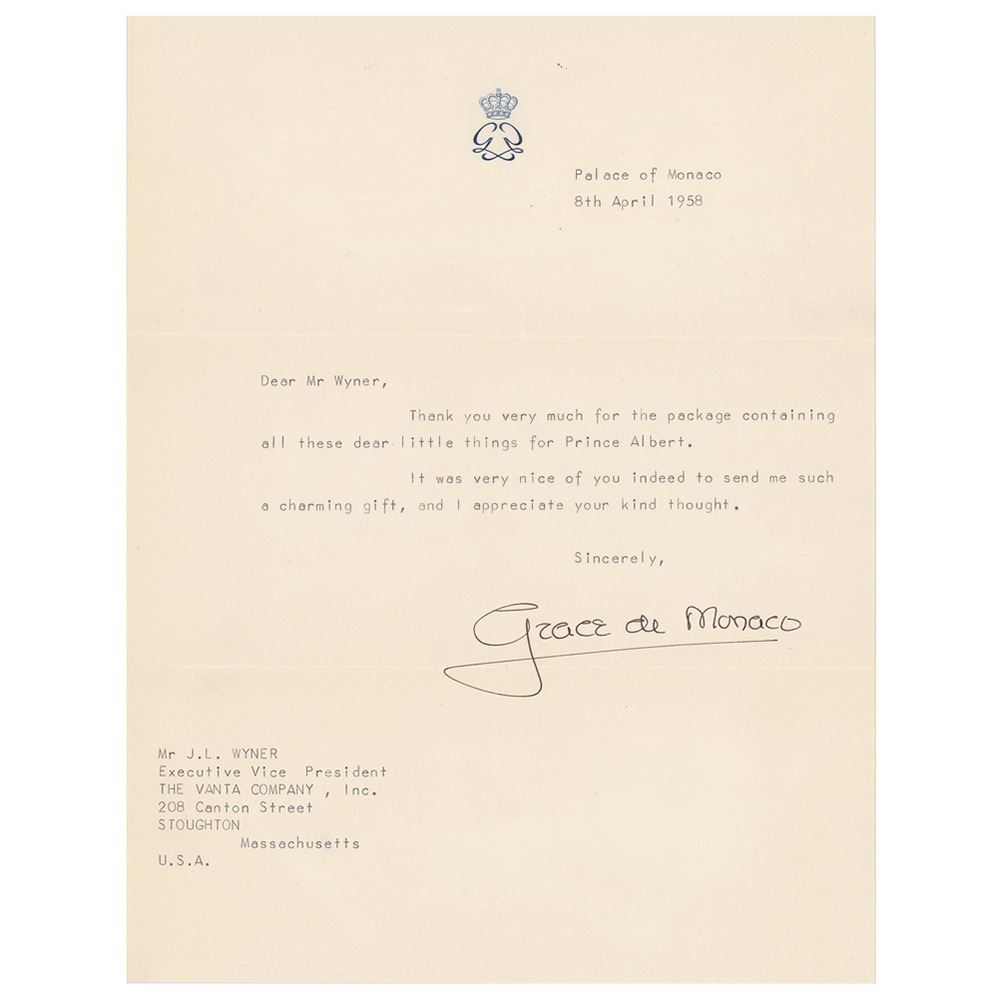 Palace of Monaco
8th April 1958
Dear Mr Wyner,
Thank you very much for the package containing
all these dear little things for Prince Albert.
It was very nice of you indeed to send me such
a charming gift, and I appreciate your kind thought.
Sincerely,
Grace de Monaco
Mr J.L. WYNER
Executive Vice President
THE VANTA COMPANY , Inc.
208 Canton Street
STOUGHTON
Massachusetts
U.S.A.